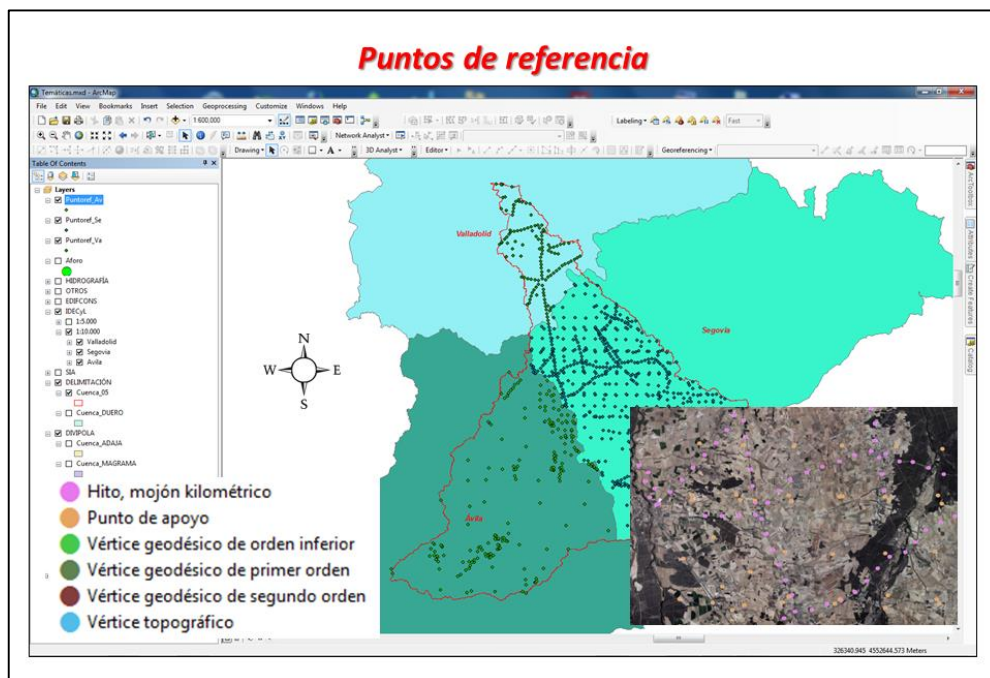 Puntos de referencia
Temáticas.mxd - ArcMap
File Edit View Bookmarks Insert Selection Geoprocessing Customize Windows Help
1:600.000
Labeling
Fast
Network Analyst
Drawing
3D Analyst
Editor
Georeferencing
Table Of Contents
Layers
Puntoref_Av
Puntoref_Se
Puntoref_Va
Aforo
HIDROGRAFÍA
OTROS
EDIFCONS
IDECyL
1:5.000
1:10.000
Valladolid
Segovia
Avila
SIA
DELIMITACIÓN
Cuenca_05
Cuenca_DUERO
DIVIPOLA
Cuenca_ADAJA
Cuenca_MAGRAMA
Valladolid
Segovia
Ávila
N
W
E
S
ArcToolbox
Attributes
Create Features
Catalog
Hito, mojón kilométrico
Punto de apoyo
Vértice geodésico de orden inferior
Vértice geodésico de primer orden
Vértice geodésico de segundo orden
Vértice topográfico
326340.945 4552644.573 Meters